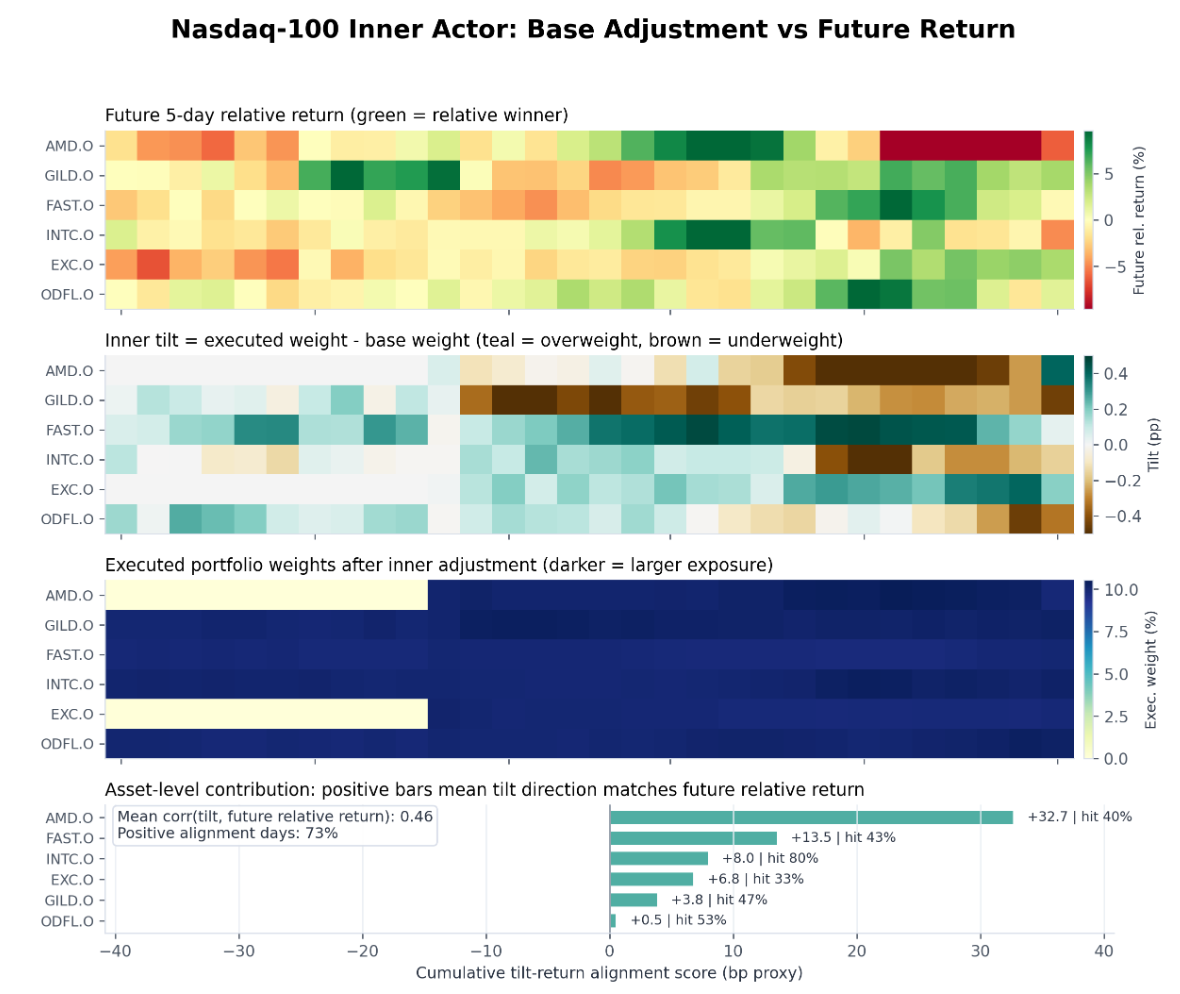 Nasdaq-100 Inner Actor: Base Adjustment vs Future Return
Future 5-day relative return (green = relative winner)
AMD.O
GILD.O
FAST.O
INTC.O
EXC.O
ODFL.O
5
0
−5
Future rel. return (%)
Inner tilt = executed weight - base weight (teal = overweight, brown = underweight)
AMD.O
GILD.O
FAST.O
INTC.O
EXC.O
ODFL.O
0.4
0.2
0.0
−0.2
−0.4
Tilt (pp)
Executed portfolio weights after inner adjustment (darker = larger exposure)
AMD.O
GILD.O
FAST.O
INTC.O
EXC.O
ODFL.O
10.0
7.5
5.0
2.5
0.0
Exec. weight (%)
Asset-level contribution: positive bars mean tilt direction matches future relative return
Mean corr(tilt, future relative return): 0.46
Positive alignment days: 73%
AMD.O +32.7 | hit 40%
FAST.O +13.5 | hit 43%
INTC.O +8.0 | hit 80%
EXC.O +6.8 | hit 33%
GILD.O +3.8 | hit 47%
ODFL.O +0.5 | hit 53%
−40 −30 −20 −10 0 10 20 30 40
Cumulative tilt-return alignment score (bp proxy)